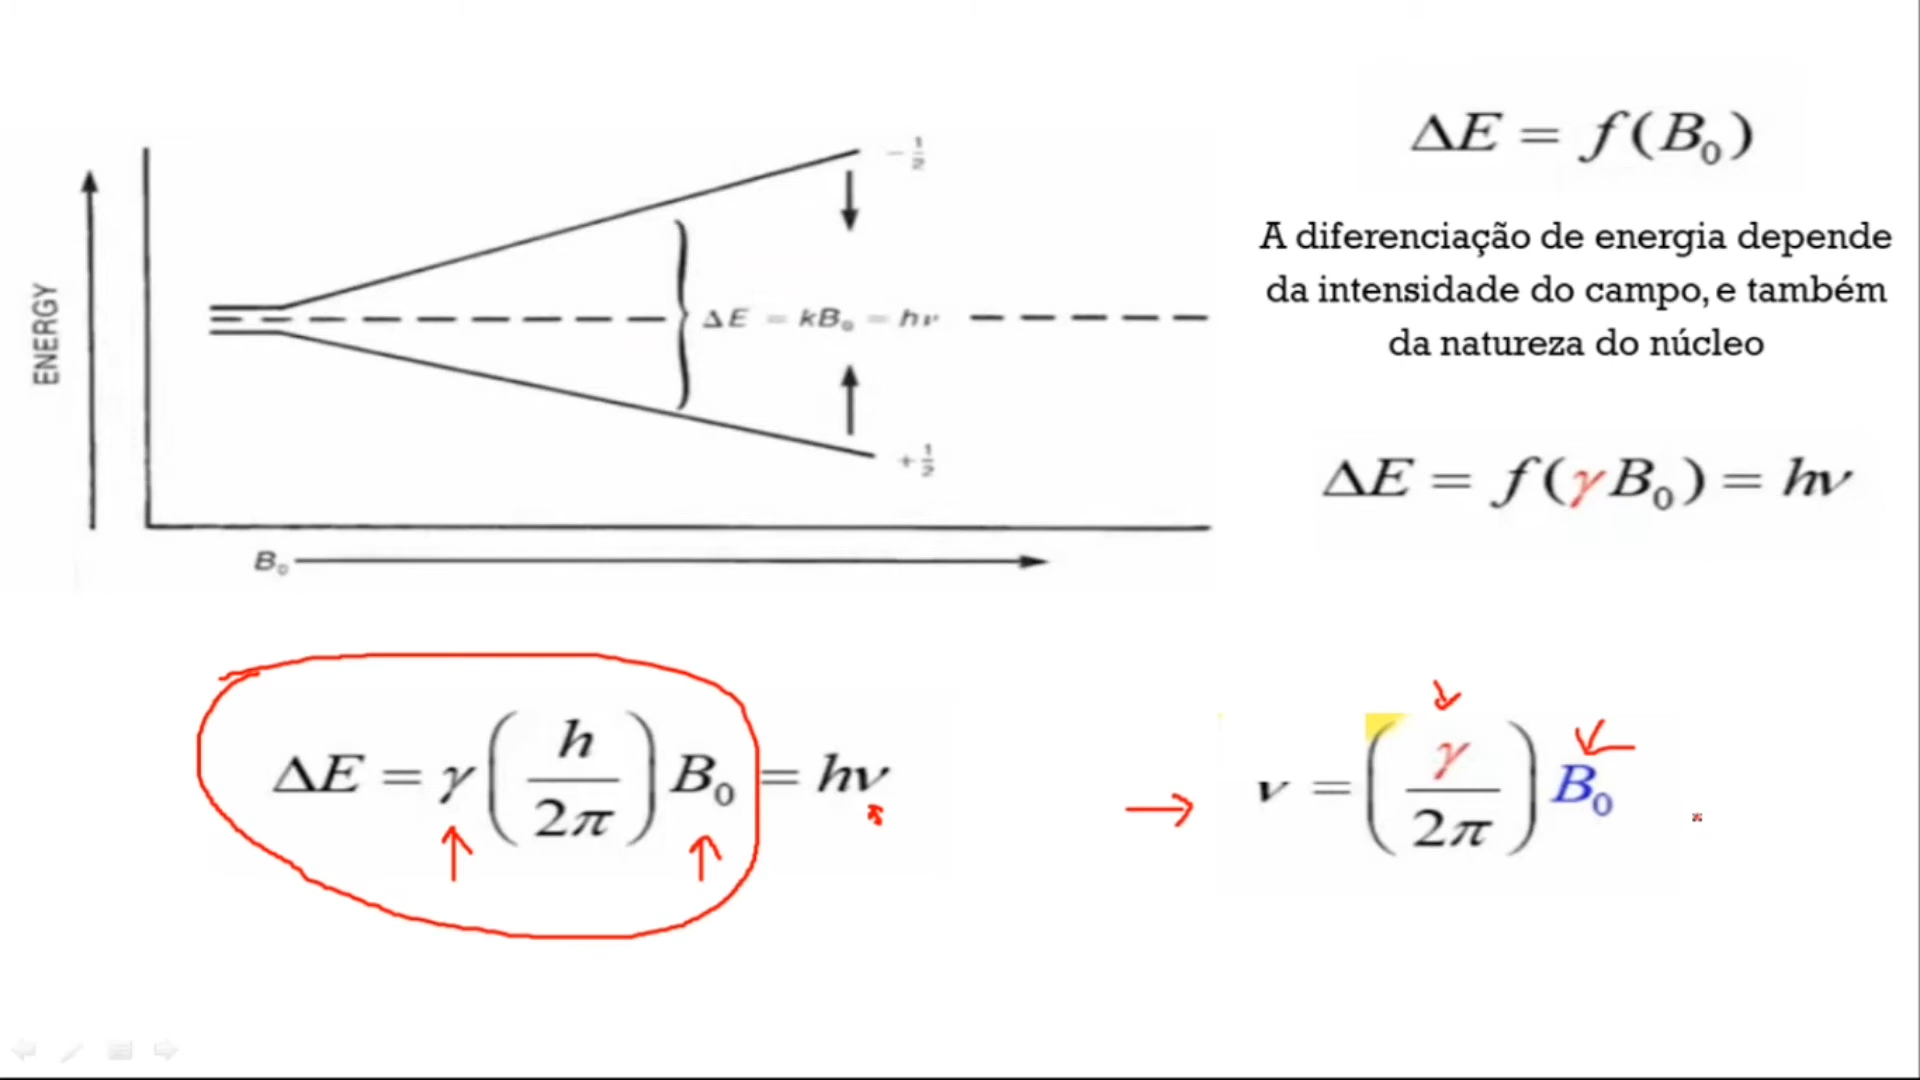 ΔE = f(B₀)
A diferenciação de energia depende
da intensidade do campo, e também
da natureza do núcleo
ΔE = f(γB₀) = hν
ENERGY
-½
ΔE = kB₀ = hν
+½
B₀
ΔE = γ(h/2π)B₀ = hν
ν = (γ/2π)B₀